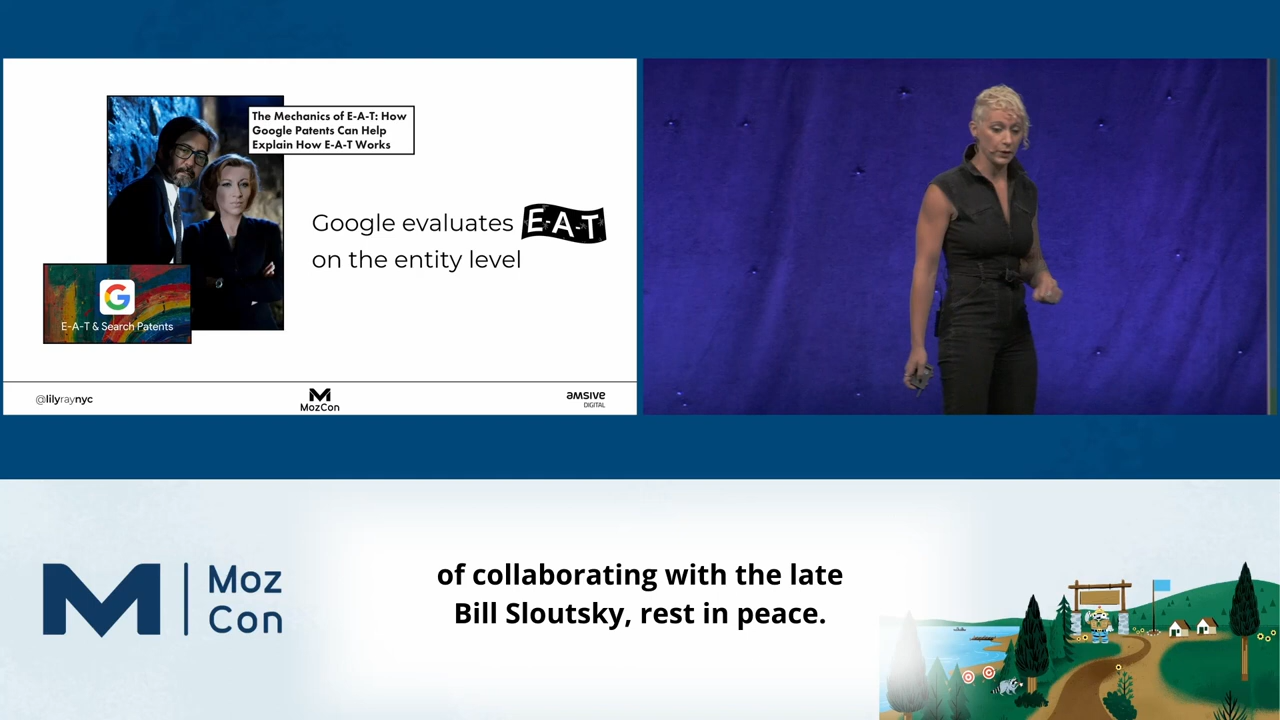 The Mechanics of E-A-T: How
Google Patents Can Help
Explain How E-A-T Works
Google evaluates E-A-T
on the entity level
G
E-A-T & Search Patents
@lilyraynyc
MozCon
amsive
DIGITAL
of collaborating with the late
Bill Sloutsky, rest in peace.
Moz
Con